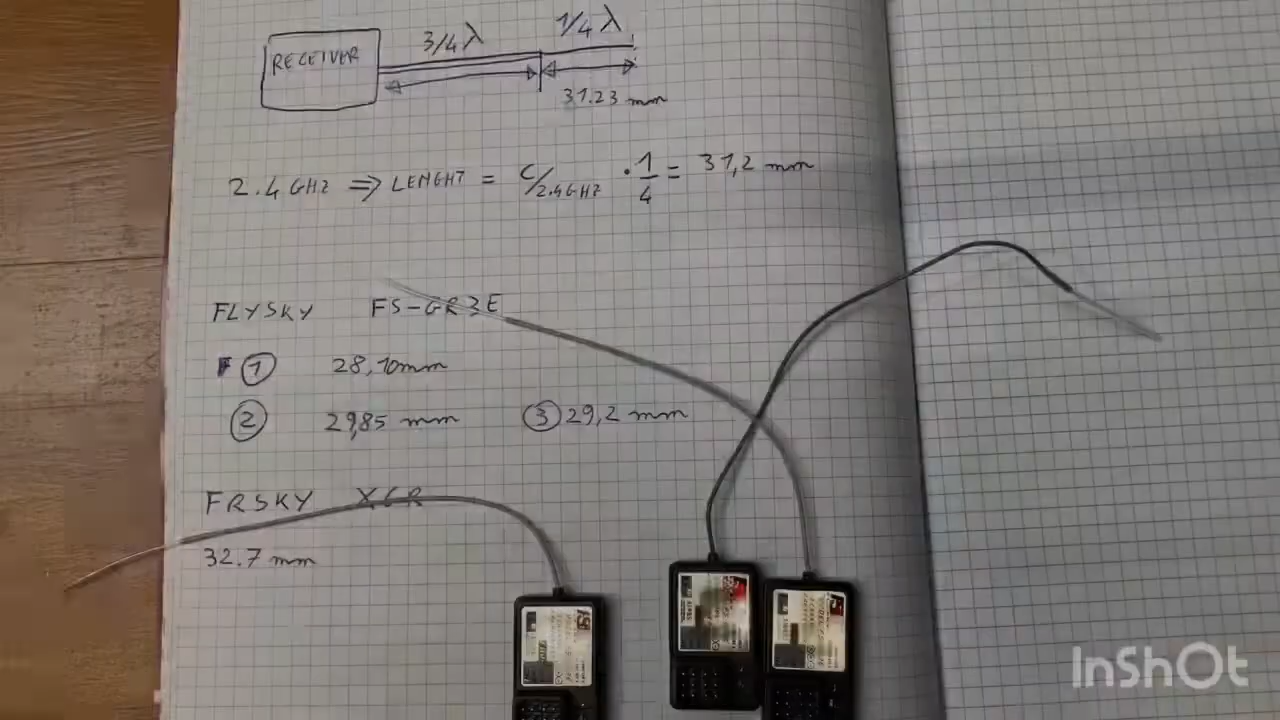 RECEIVER 3/4 λ 1/4 λ
31.23 mm
2.4 GHZ ⇒ LENGHT = C/2.4GHZ · 1/4 = 31,2 mm
FLYSKY FS-GR3E
① 28,10mm
② 29,85 mm ③ 29,2 mm
FRSKY X6R
32.7 mm
InShOt